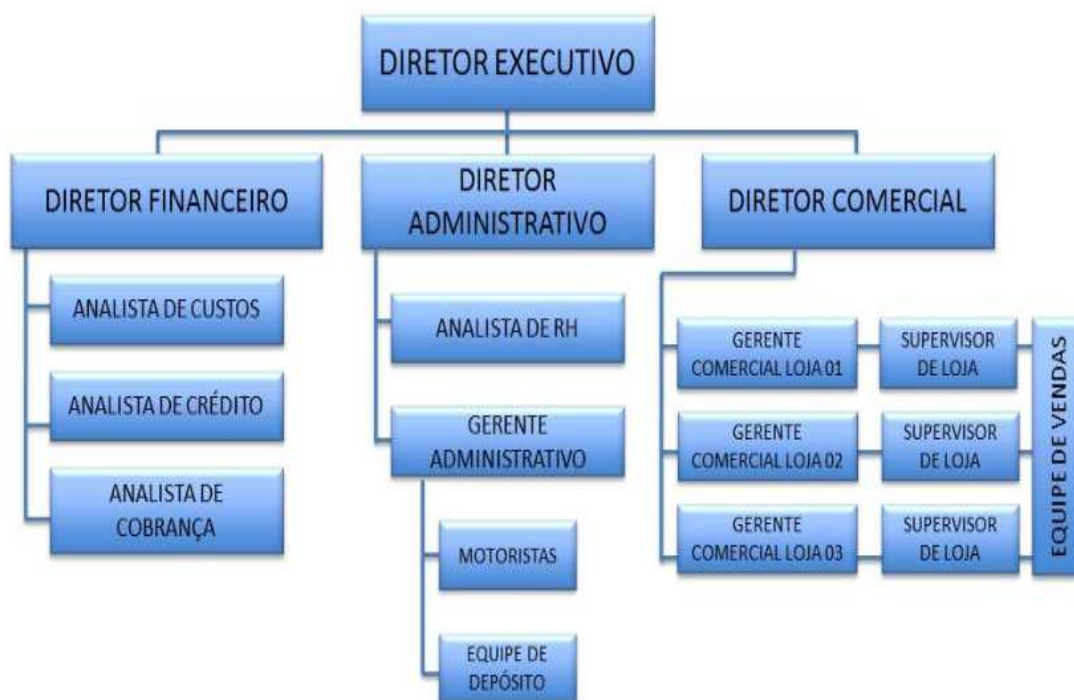 DIRETOR EXECUTIVO
DIRETOR FINANCEIRO
DIRETOR
ADMINISTRATIVO
DIRETOR COMERCIAL
ANALISTA DE CUSTOS
ANALISTA DE CRÉDITO
ANALISTA DE
COBRANÇA
ANALISTA DE RH
GERENTE
ADMINISTRATIVO
MOTORISTAS
EQUIPE DE
DEPÓSITO
GERENTE
COMERCIAL LOJA 01
SUPERVISOR
DE LOJA
GERENTE
COMERCIAL LOJA 02
SUPERVISOR
DE LOJA
GERENTE
COMERCIAL LOJA 03
SUPERVISOR
DE LOJA
EQUIPE DE VENDAS